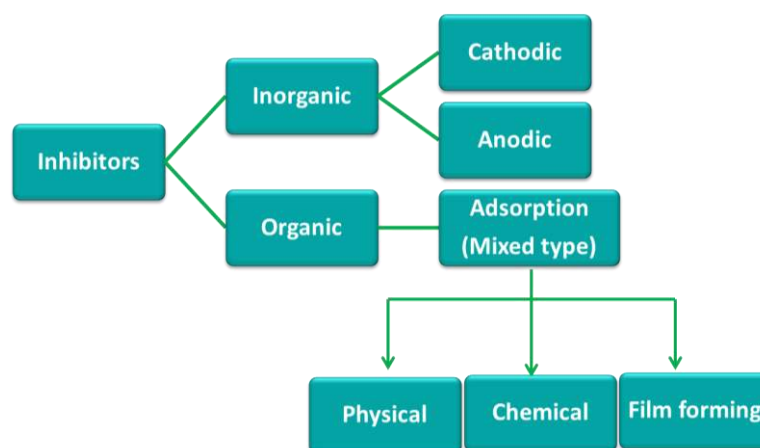 Cathodic
Inorganic
Anodic
Inhibitors
Adsorption
(Mixed type)
Organic
Physical
Chemical
Film forming